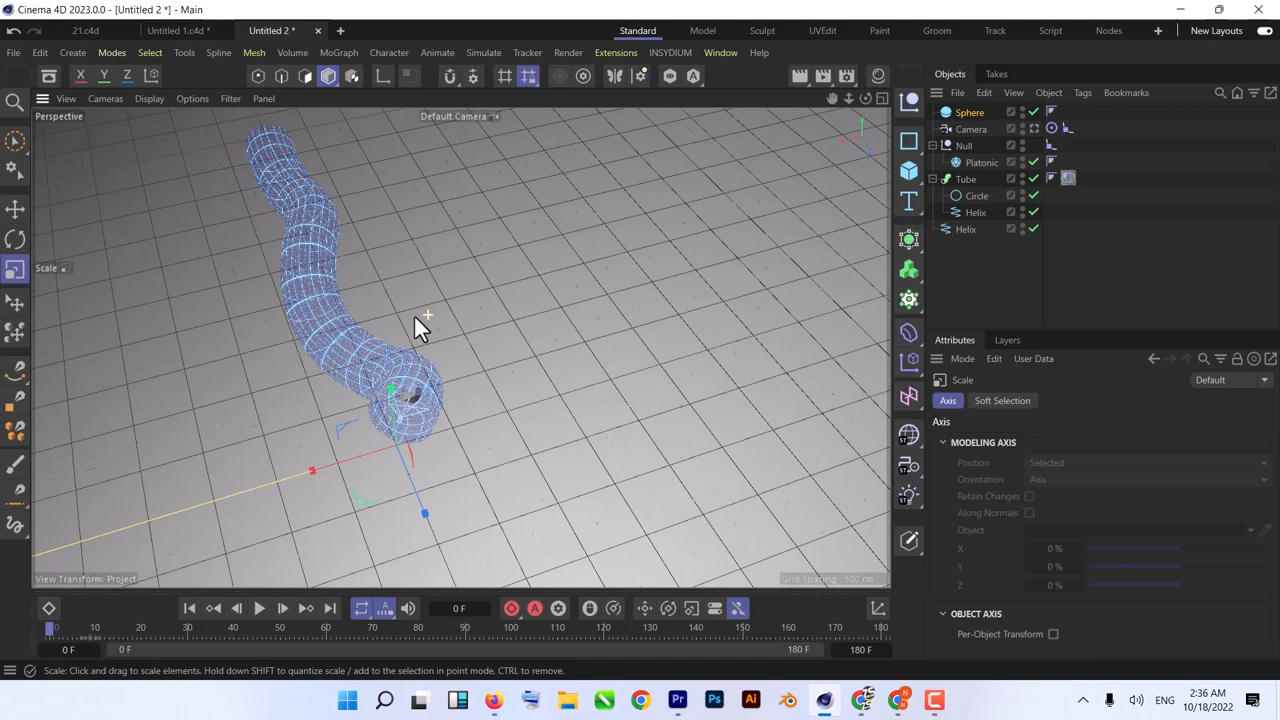 Cinema 4D 2023.0.0 - [Untitled 2 *] - Main
21.c4d
Untitled 1.c4d *
Untitled 2 *
Standard
Model
Sculpt
UVEdit
Paint
Groom
Track
Script
Nodes
New Layouts
File
Edit
Create
Modes
Select
Tools
Spline
Mesh
Volume
MoGraph
Character
Animate
Simulate
Tracker
Render
Extensions
INSYDIUM
Window
Help
X
Y
Z
View
Cameras
Display
Options
Filter
Panel
Perspective
Default Camera
Scale
View Transform: Project
Grid Spacing : 500 cm
Objects
Takes
File
Edit
View
Object
Tags
Bookmarks
Sphere
Camera
Null
Platonic
Tube
Circle
Helix
Helix
Attributes
Layers
Mode
Edit
User Data
Scale
Default
Axis
Soft Selection
Axis
MODELING AXIS
Position
Selected
Orientation
Axis
Retain Changes
Along Normals
Object
X
0 %
Y
0 %
Z
0 %
OBJECT AXIS
Per-Object Transform
0 F
0
10
20
30
40
50
60
70
80
90
100
110
120
130
140
150
160
170
180
0 F
0 F
180 F
180 F
Scale: Click and drag to scale elements. Hold down SHIFT to quantize scale / add to the selection in point mode, CTRL to remove.
ENG
2:36 AM
10/18/2022